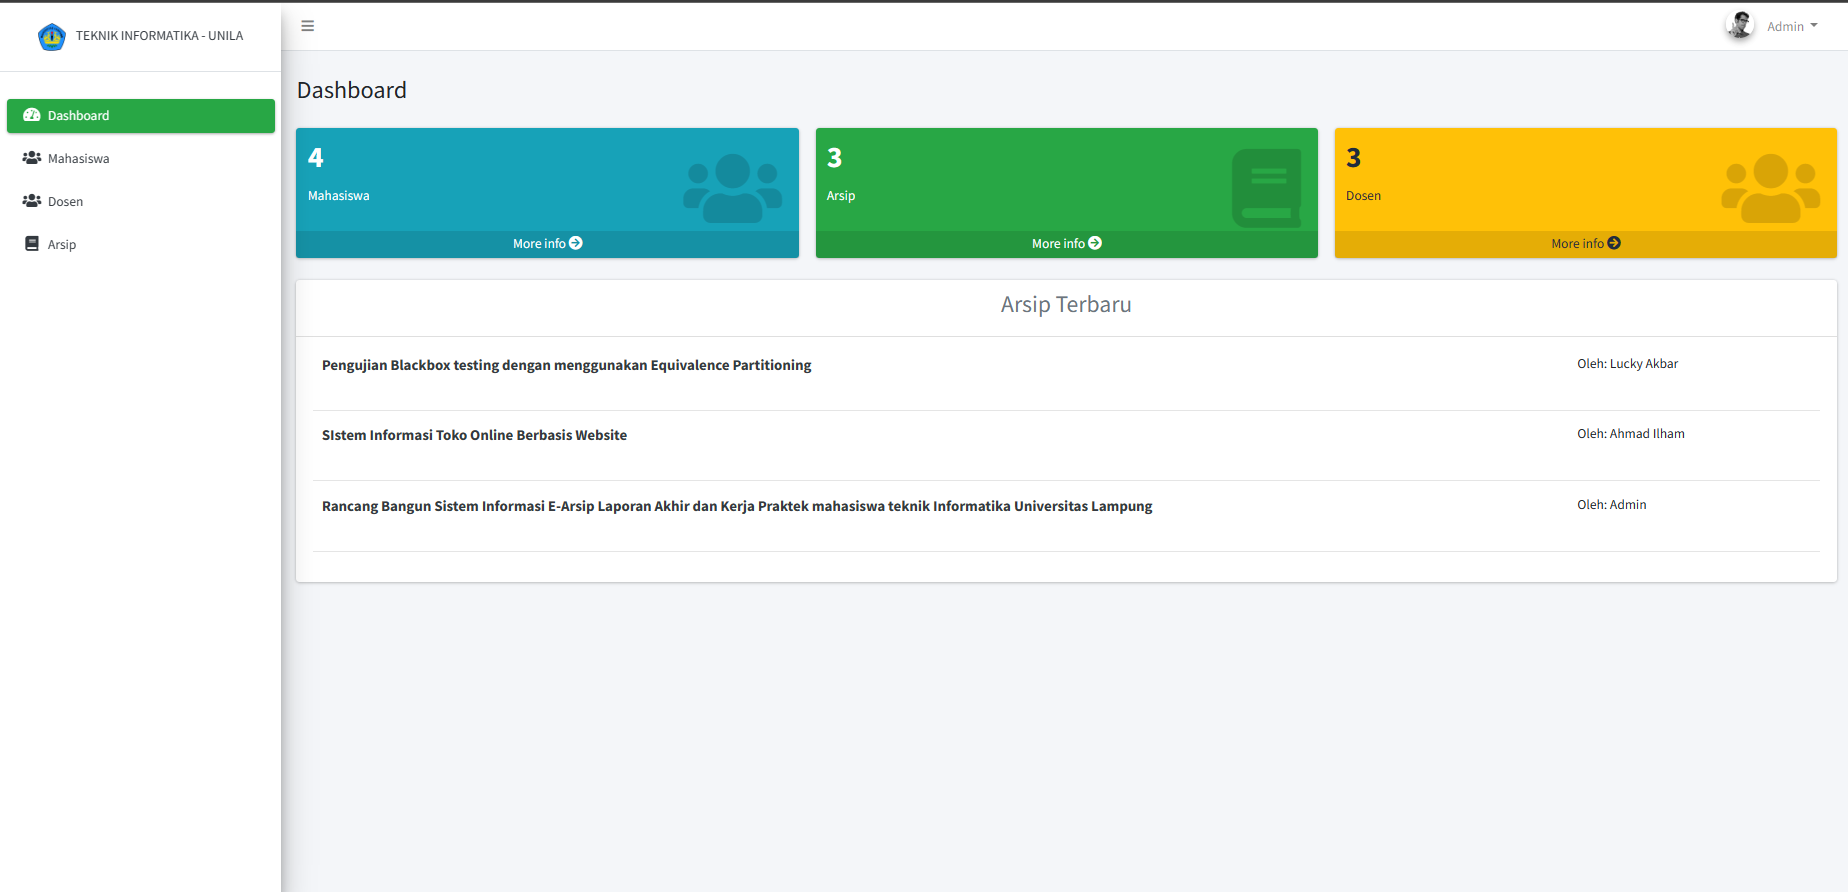 TEKNIK INFORMATIKA - UNILA
Admin
Dashboard
Mahasiswa
Dosen
Arsip
Dashboard
4
Mahasiswa
More info
3
Arsip
More info
3
Dosen
More info
Arsip Terbaru
Pengujian Blackbox testing dengan menggunakan Equivalence Partitioning
Oleh: Lucky Akbar
SIstem Informasi Toko Online Berbasis Website
Oleh: Ahmad Ilham
Rancang Bangun Sistem Informasi E-Arsip Laporan Akhir dan Kerja Praktek mahasiswa teknik Informatika Universitas Lampung
Oleh: Admin